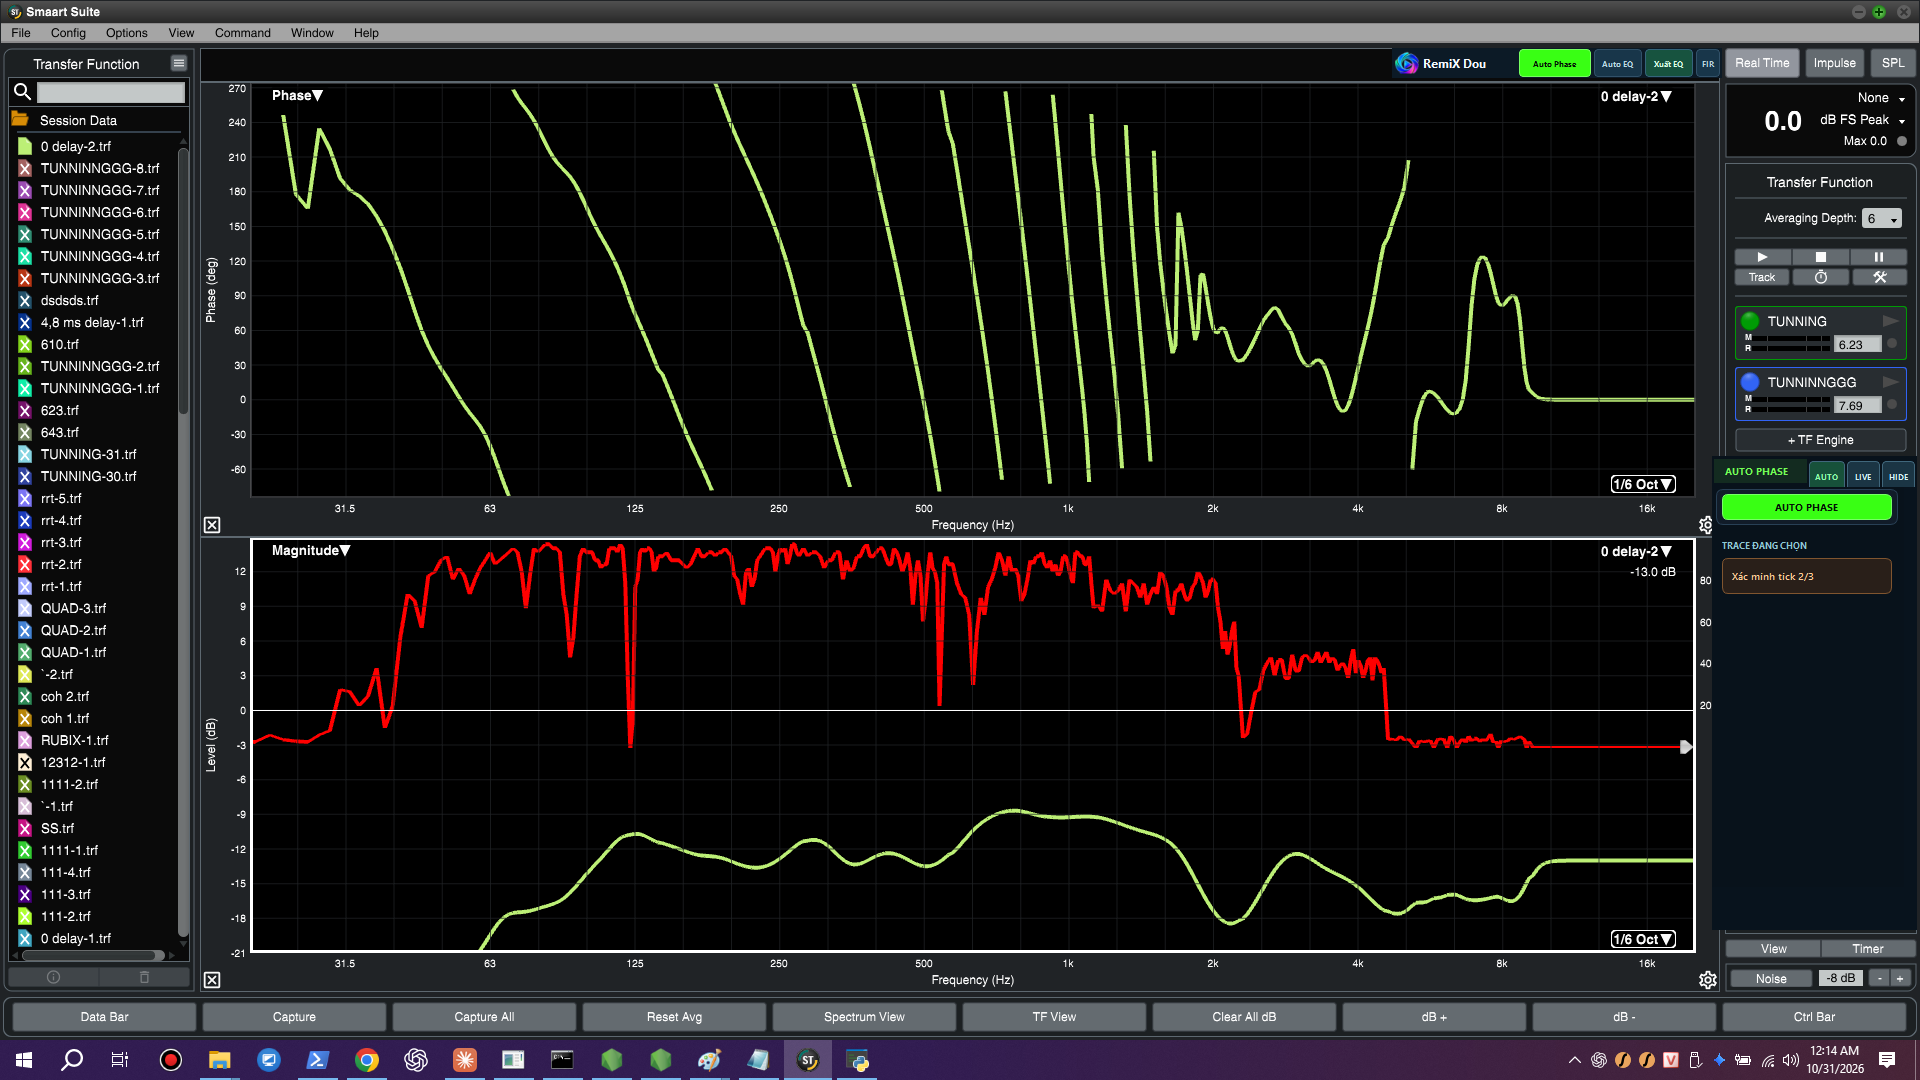 Smaart Suite
File Config Options View Command Window Help
Transfer Function
Session Data
0 delay-2.trf
TUNNINNGGG-8.trf
TUNNINNGGG-7.trf
TUNNINNGGG-6.trf
TUNNINNGGG-5.trf
TUNNINNGGG-4.trf
TUNNINNGGG-3.trf
dsdsds.trf
4,8 ms delay-1.trf
610.trf
TUNNINNGGG-2.trf
TUNNINNGGG-1.trf
623.trf
643.trf
TUNNING-31.trf
TUNNING-30.trf
rrt-5.trf
rrt-4.trf
rrt-3.trf
rrt-2.trf
rrt-1.trf
QUAD-3.trf
QUAD-2.trf
QUAD-1.trf
`-2.trf
coh 2.trf
coh 1.trf
RUBIX-1.trf
12312-1.trf
1111-2.trf
`-1.trf
SS.trf
1111-1.trf
111-4.trf
111-3.trf
111-2.trf
0 delay-1.trf
RemiX Dou Auto Phase Auto EQ Xuất EQ FIR
Phase▼ 0 delay-2▼
Phase (deg)
270
240
210
180
150
120
90
60
30
0
-30
-60
1/6 Oct▼
31.5 63 125 250 500 1k 2k 4k 8k 16k
Frequency (Hz)
Magnitude▼ 0 delay-2▼
-13.0 dB
Level (dB)
12
9
6
3
0
-3
-6
-9
-12
-15
-18
-21
80
60
40
20
1/6 Oct▼
31.5 63 125 250 500 1k 2k 4k 8k 16k
Frequency (Hz)
Real Time Impulse SPL
None
0.0 dB FS Peak
Max 0.0
Transfer Function
Averaging Depth: 6
Track
TUNNING
M
R 6.23
TUNNINNGGG
M
R 7.69
+ TF Engine
AUTO PHASE AUTO LIVE HIDE
AUTO PHASE
TRACE ĐANG CHỌN
Xác minh tick 2/3
View Timer
Noise -8 dB - +
Data Bar Capture Capture All Reset Avg Spectrum View TF View Clear All dB dB + dB - Ctrl Bar
12:14 AM
10/31/2026